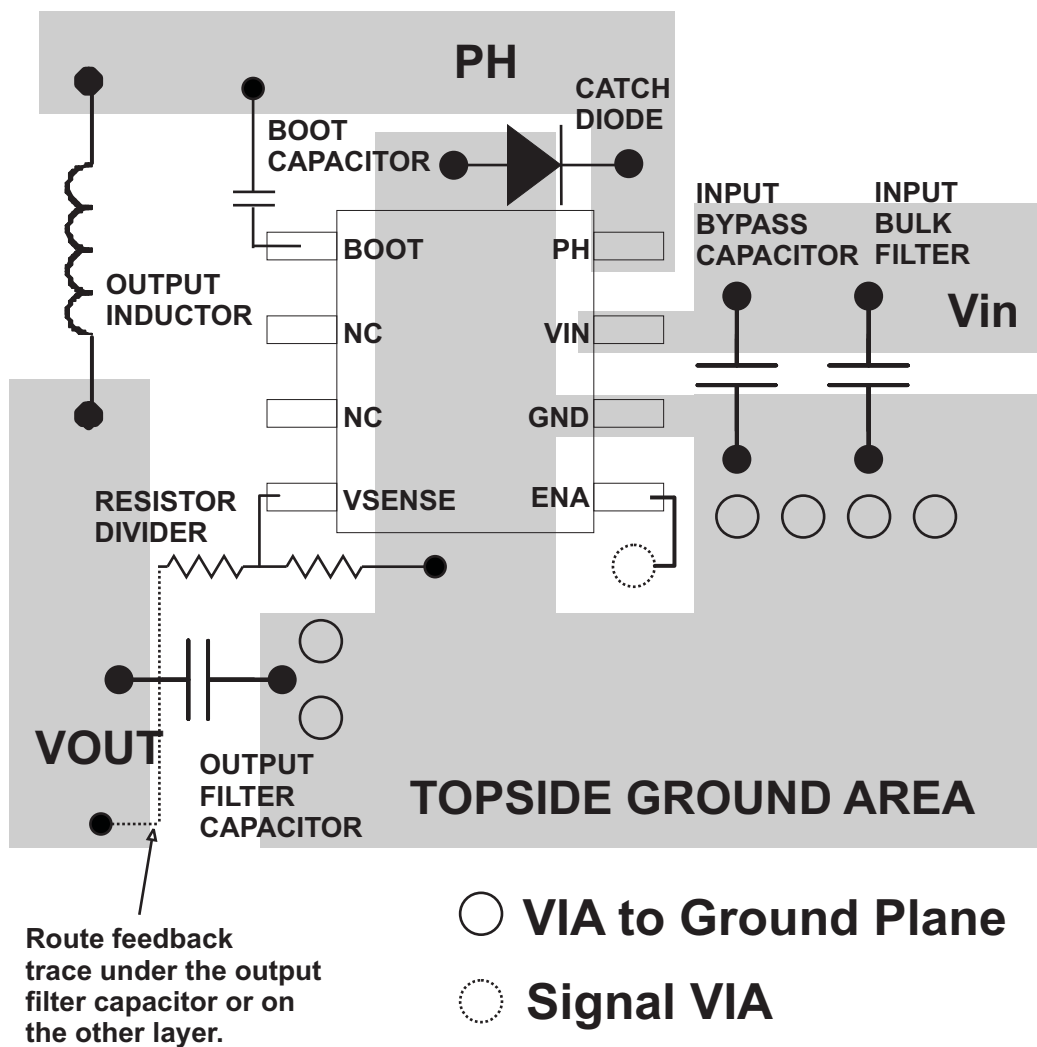 PH
CATCH
DIODE
BOOT
CAPACITOR
INPUT
BYPASS
CAPACITOR
INPUT
BULK
FILTER
BOOT
PH
OUTPUT
INDUCTOR
Vin
NC
VIN
NC
GND
RESISTOR
DIVIDER
VSENSE
ENA
VOUT
OUTPUT
FILTER
CAPACITOR
TOPSIDE GROUND AREA
Route feedback
trace under the output
filter capacitor or on
the other layer.
VIA to Ground Plane
Signal VIA